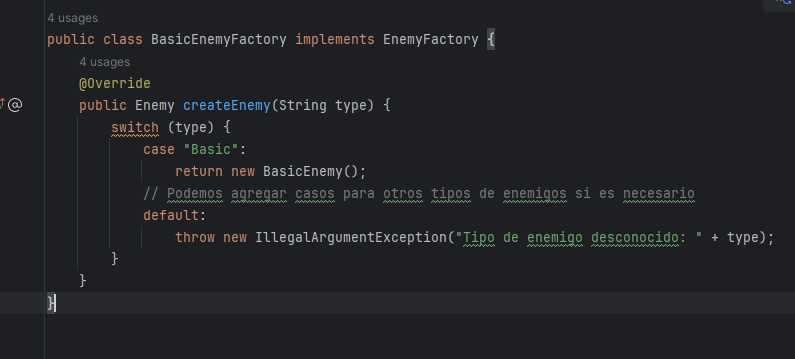 4 usages
public class BasicEnemyFactory implements EnemyFactory {
4 usages
@Override
public Enemy createEnemy(String type) {
switch (type) {
case "Basic":
return new BasicEnemy();
// Podemos agregar casos para otros tipos de enemigos si es necesario
default:
throw new IllegalArgumentException("Tipo de enemigo desconocido: " + type);
}
}
}